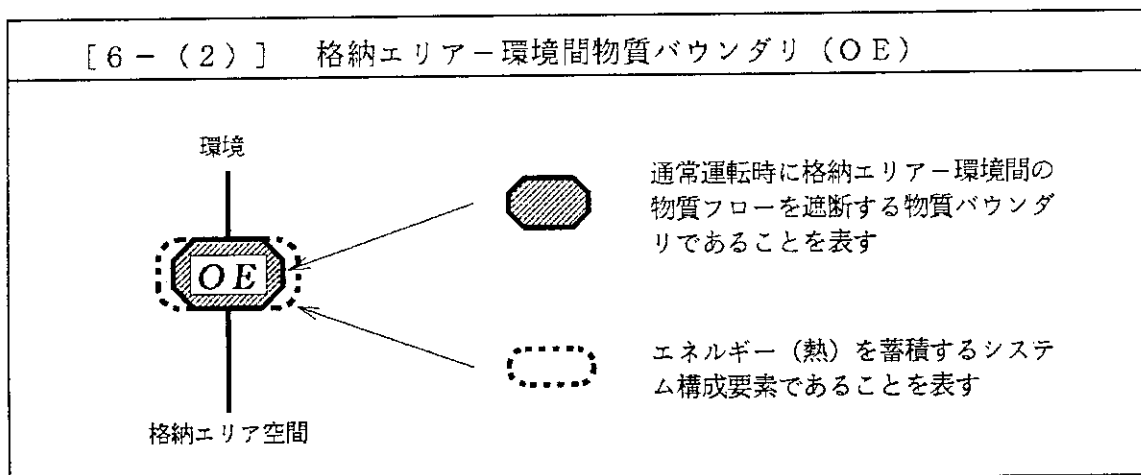 [6-(2)] 格納エリア-環境間物質バウンダリ(OE)
環境
通常運転時に格納エリア-環境間の
物質フローを遮断する物質バウンダ
リであることを表す
OE
エネルギー(熱)を蓄積するシステ
ム構成要素であることを表す
格納エリア空間